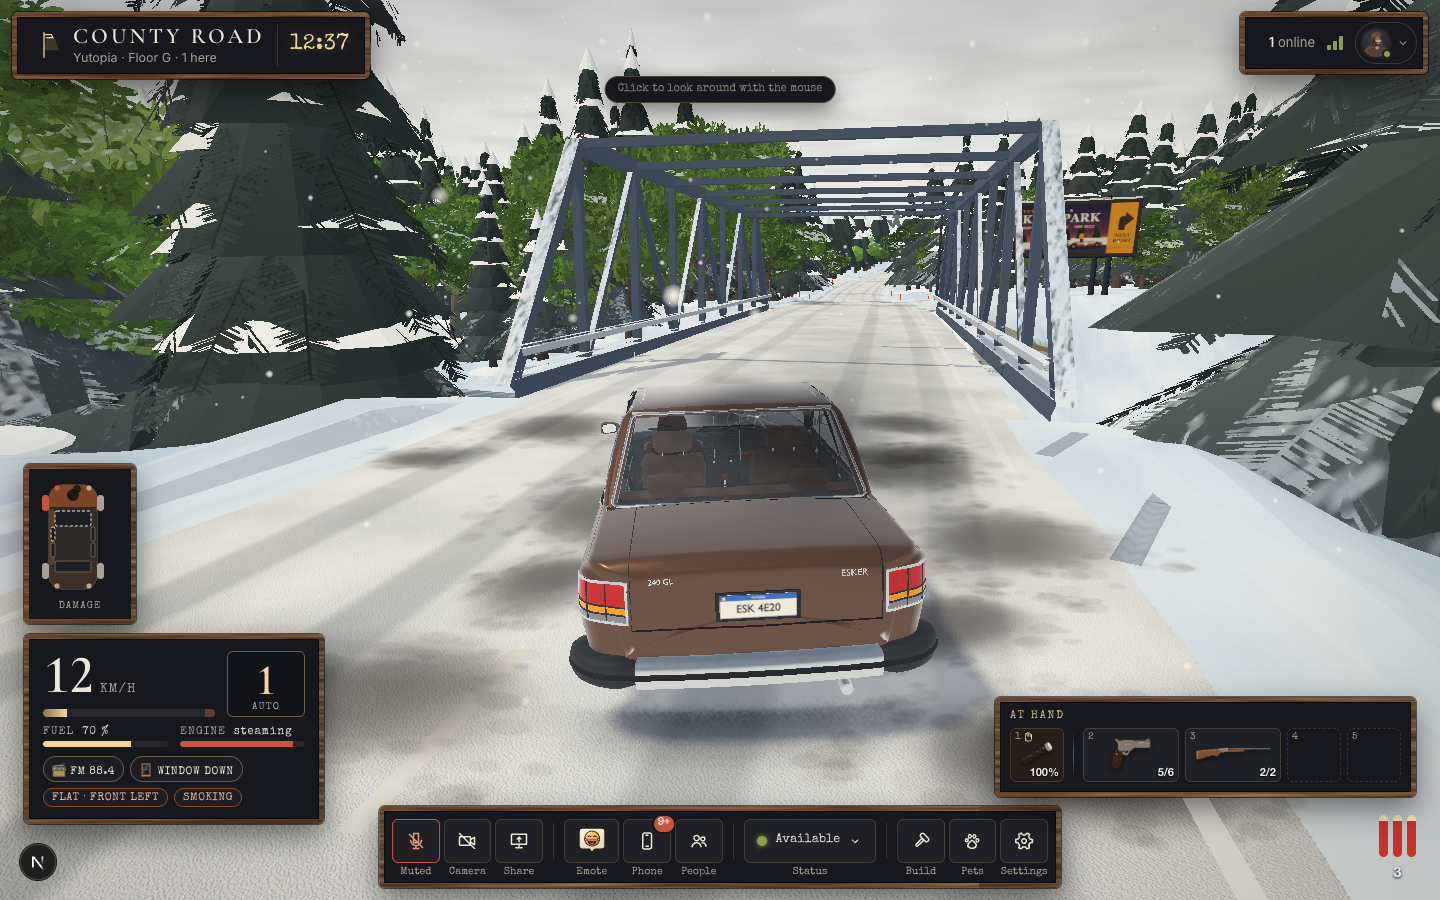 COUNTY ROAD
Yutopia · Floor G · 1 here
12:37
1 online
Click to look around with the mouse
PARK
NEXT
240 GL
ESKER
ESK 4E20
DAMAGE
12 KM/H
1
AUTO
FUEL 70 %
ENGINE steaming
FM 88.4
WINDOW DOWN
FLAT · FRONT LEFT
SMOKING
AT HAND
1
100%
2
5/6
3
2/2
4
5
9+
Available
Muted
Camera
Share
Emote
Phone
People
Status
Build
Pets
Settings
N
3